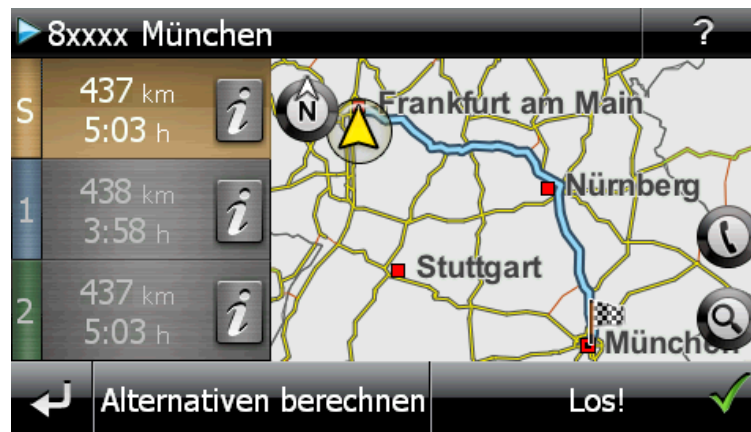 8xxxx München
?
S
437 km
5:03 h
i
1
438 km
3:58 h
i
2
437 km
5:03 h
i
N
Frankfurt am Main
Nürnberg
Stuttgart
München
Alternativen berechnen
Los!